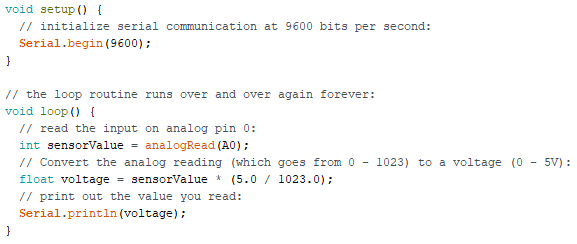 void setup() {
  // initialize serial communication at 9600 bits per second:
  Serial.begin(9600);
}

// the loop routine runs over and over again forever:
void loop() {
  // read the input on analog pin 0:
  int sensorValue = analogRead(A0);
  // Convert the analog reading (which goes from 0 - 1023) to a voltage (0 - 5V):
  float voltage = sensorValue * (5.0 / 1023.0);
  // print out the value you read:
  Serial.println(voltage);
}